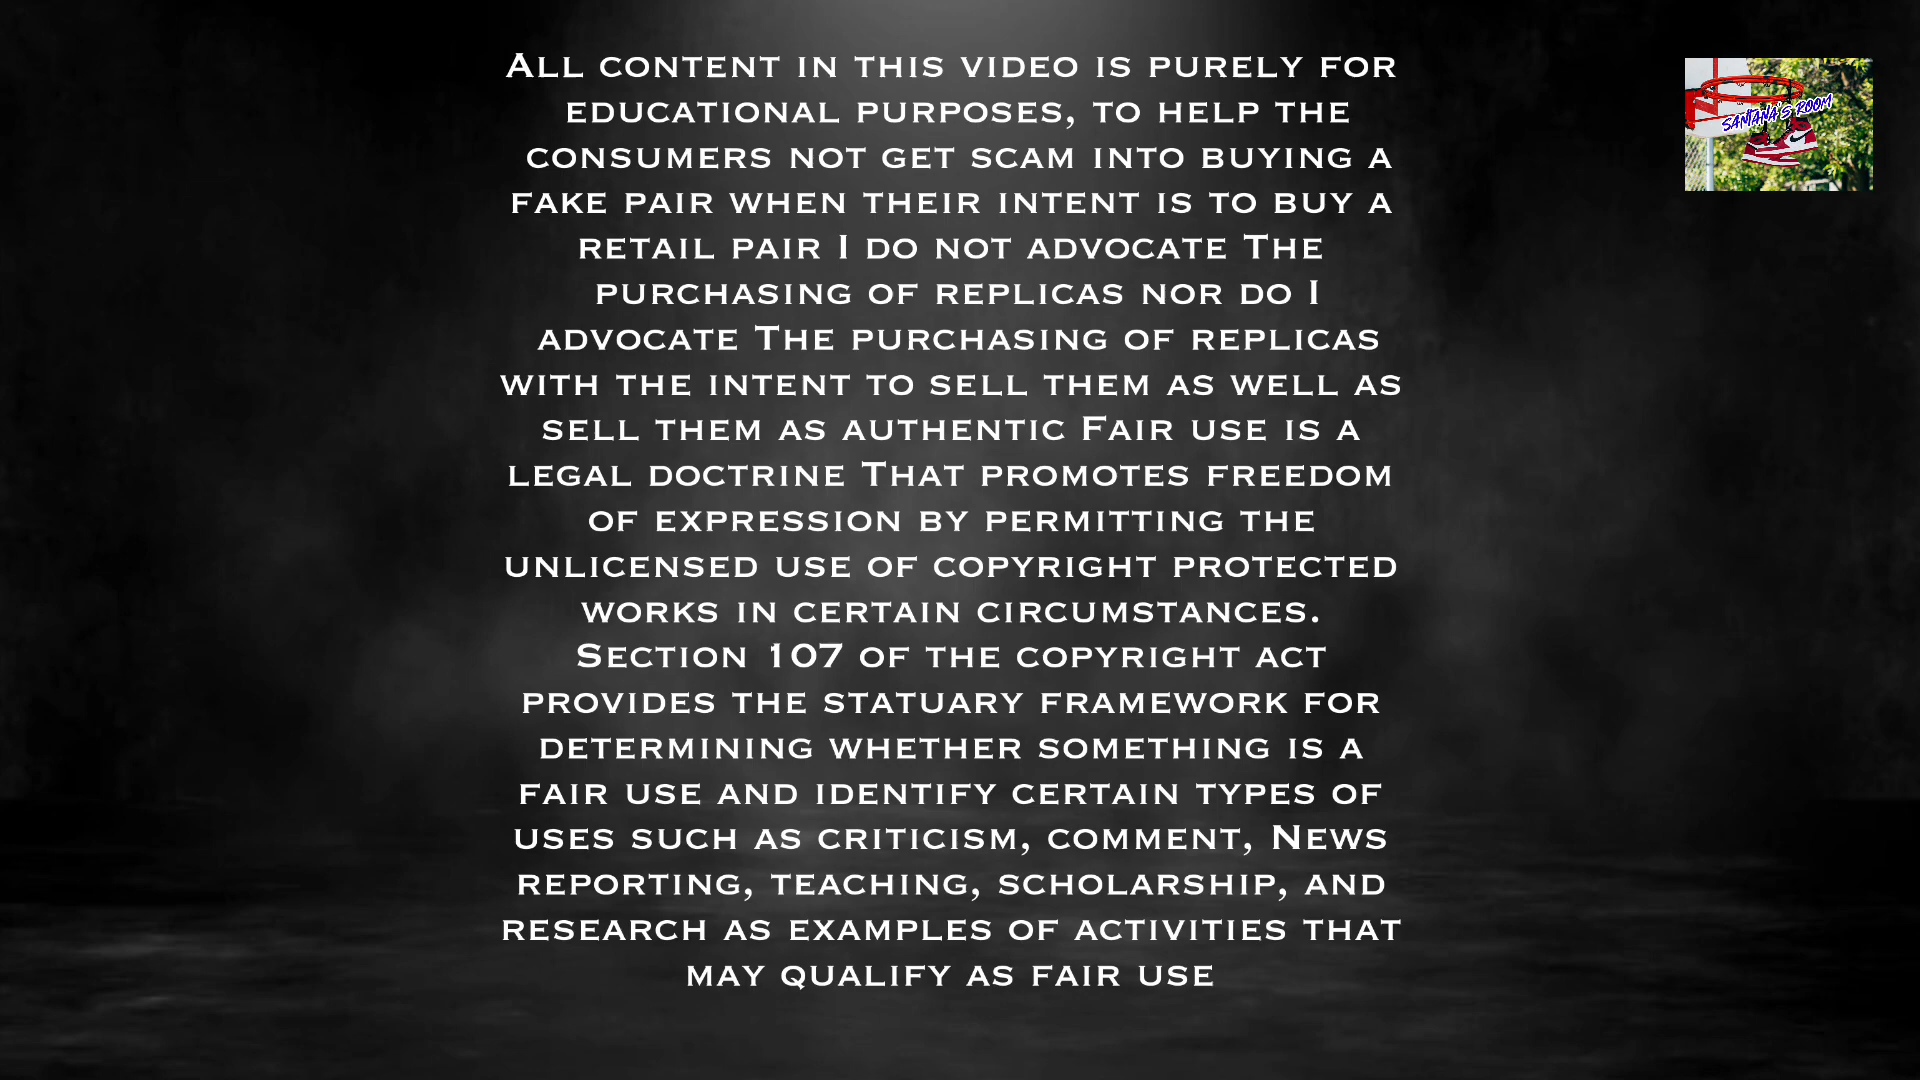 All content in this video is purely for
educational purposes, to help the
consumers not get scam into buying a
fake pair when their intent is to buy a
retail pair I do not advocate The
purchasing of replicas nor do I
advocate The purchasing of replicas
with the intent to sell them as well as
sell them as authentic Fair use is a
legal doctrine That promotes freedom
of expression by permitting the
unlicensed use of copyright protected
works in certain circumstances.
Section 107 of the copyright act
provides the statuary framework for
determining whether something is a
fair use and identify certain types of
uses such as criticism, comment, News
reporting, teaching, scholarship, and
research as examples of activities that
may qualify as fair use
SANTANA'S ROOM